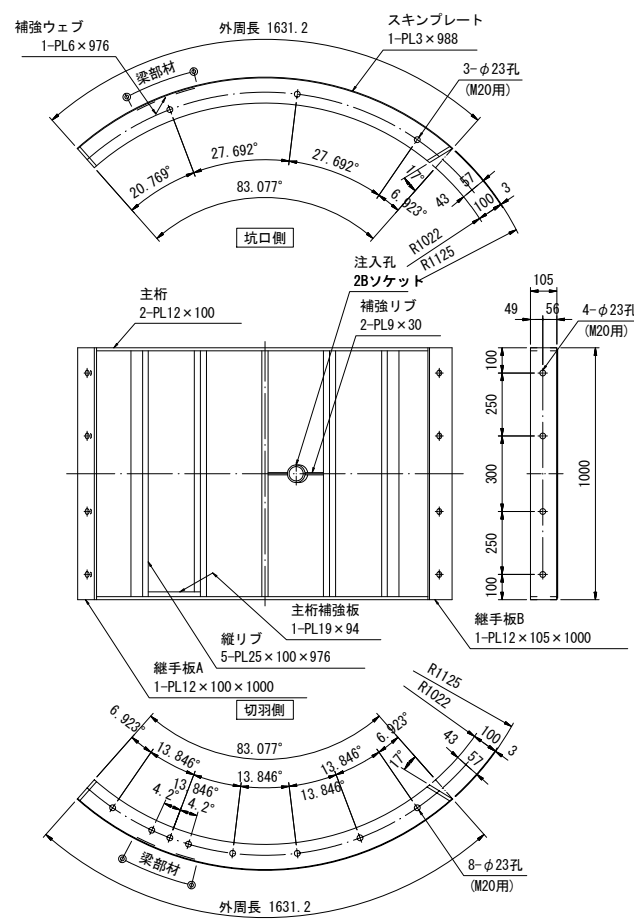 補強ウェブ
1-PL6×976
外周長 1631.2
スキンプレート
1-PL3×988
梁部材
3-φ23孔
(M20用)
20.769°
27.692°
27.692°
17°
6.923°
83.077°
43
57
100
3
R1022
R1125
坑口側
注入孔
2Bソケット
主桁
2-PL12×100
補強リブ
2-PL9×30
105
49
56
4-φ23孔
(M20用)
100
250
300
250
100
1000
主桁補強板
1-PL19×94
縦リブ
5-PL25×100×976
継手板A
1-PL12×100×1000
継手板B
1-PL12×105×1000
切羽側
R1125
R1022
6.923°
83.077°
6.923°
13.846°
13.846°
13.846°
13.846°
13.846°
4.2°
4.2°
17°
43
57
100
3
梁部材
8-φ23孔
(M20用)
外周長 1631.2